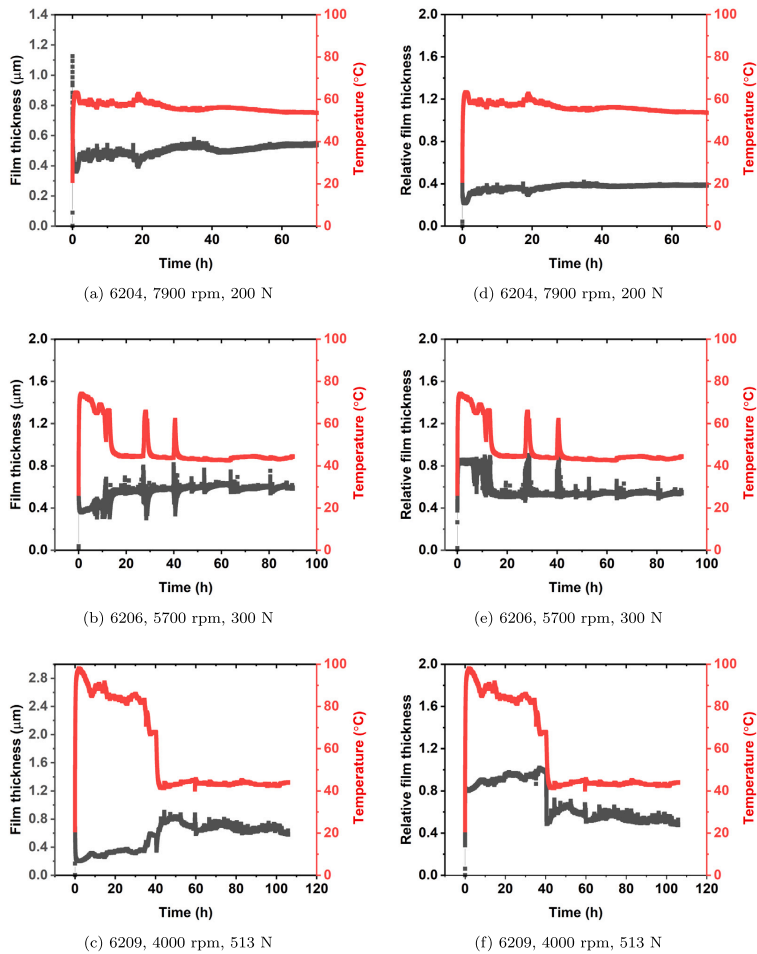 1.4
1.2
1.0
0.8
0.6
0.4
0.2
0.0
Film thickness (μm)
100
80
60
40
20
0
Temperature (°C)
0 20 40 60
Time (h)
(a) 6204, 7900 rpm, 200 N
2.0
1.6
1.2
0.8
0.4
0.0
Relative film thickness
100
80
60
40
20
0
Temperature (°C)
0 20 40 60
Time (h)
(d) 6204, 7900 rpm, 200 N
2.0
1.6
1.2
0.8
0.4
0.0
Film thickness (μm)
100
80
60
40
20
0
Temperature (°C)
0 20 40 60 80 100
Time (h)
(b) 6206, 5700 rpm, 300 N
2.0
1.6
1.2
0.8
0.4
0.0
Relative film thickness
100
80
60
40
20
0
Temperature (°C)
0 20 40 60 80 100
Time (h)
(e) 6206, 5700 rpm, 300 N
2.8
2.4
2.0
1.6
1.2
0.8
0.4
0.0
Film thickness (μm)
100
80
60
40
20
0
Temperature (°C)
0 20 40 60 80 100 120
Time (h)
(c) 6209, 4000 rpm, 513 N
2.0
1.6
1.2
0.8
0.4
0.0
Relative film thickness
100
80
60
40
20
0
Temperature (°C)
0 20 40 60 80 100 120
Time (h)
(f) 6209, 4000 rpm, 513 N